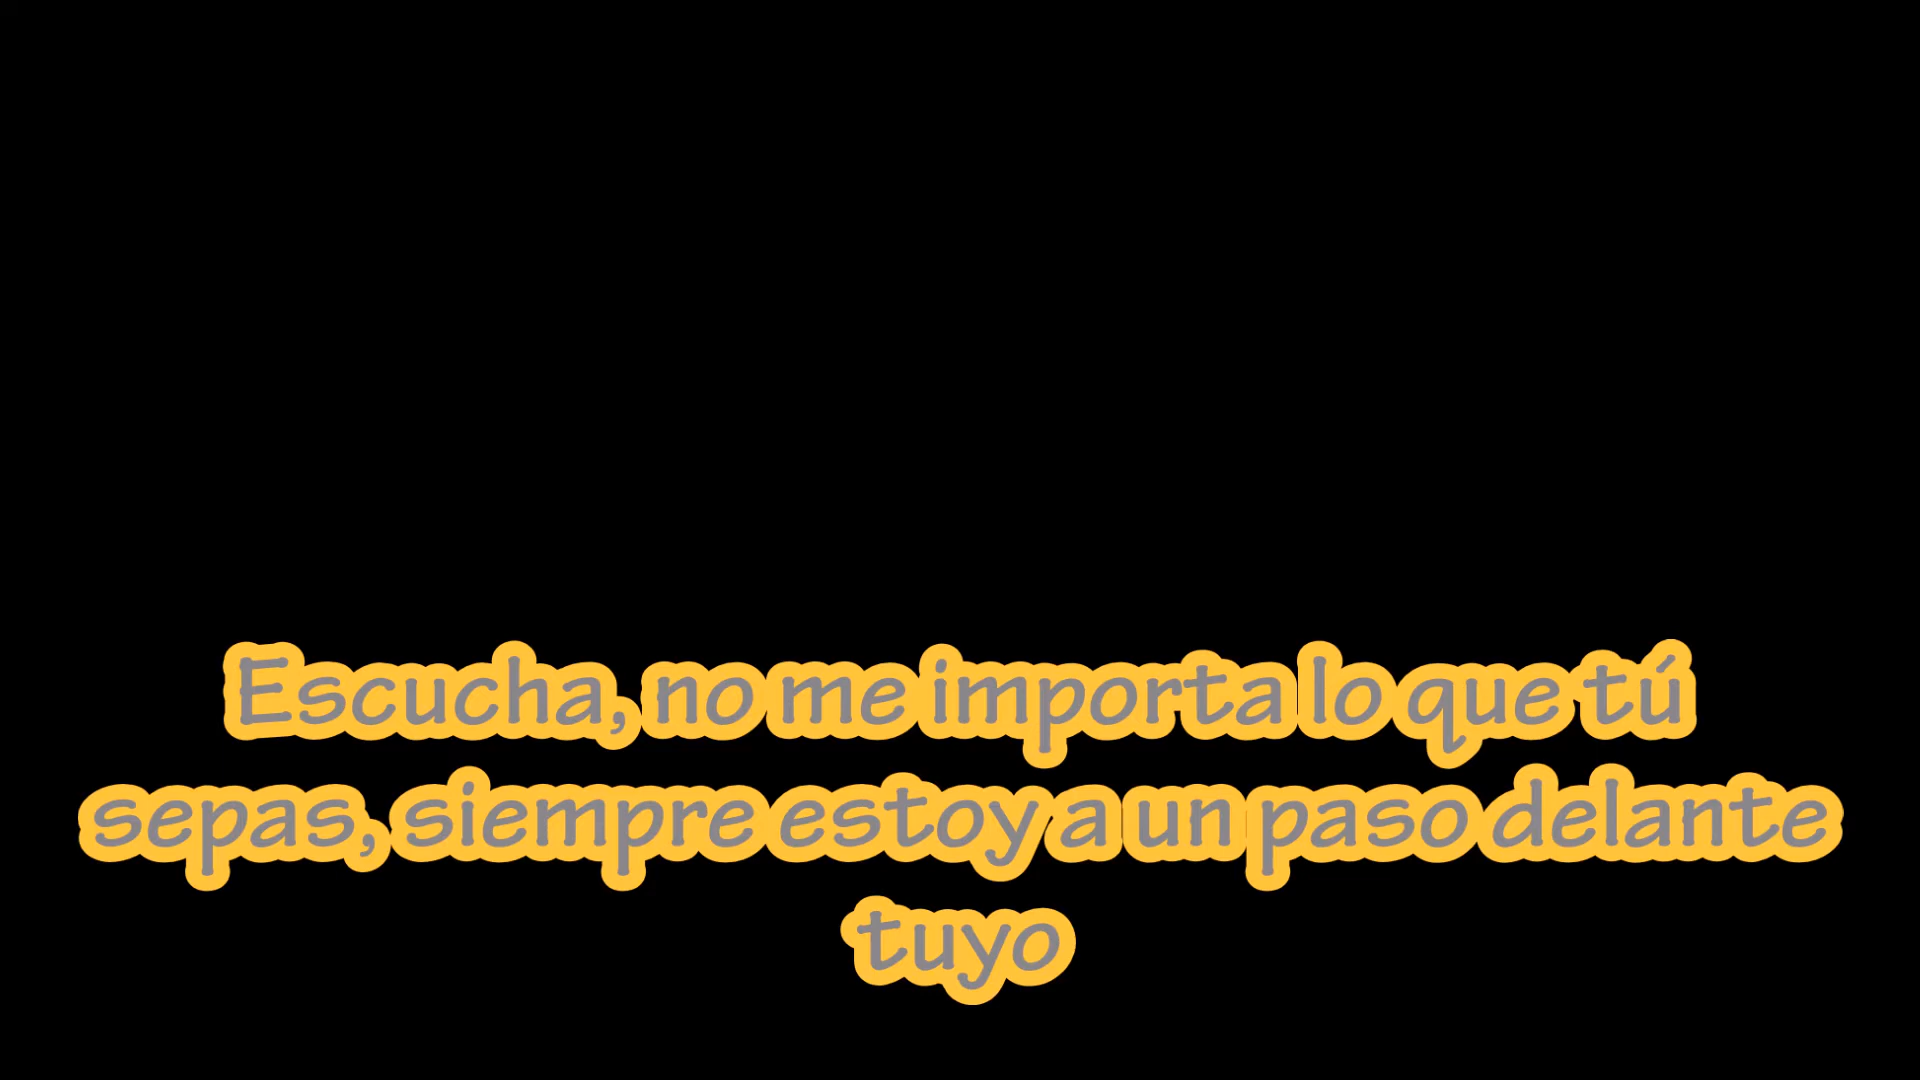 Escucha, no me importa lo que tú
sepas, siempre estoy a un paso delante
tuyo